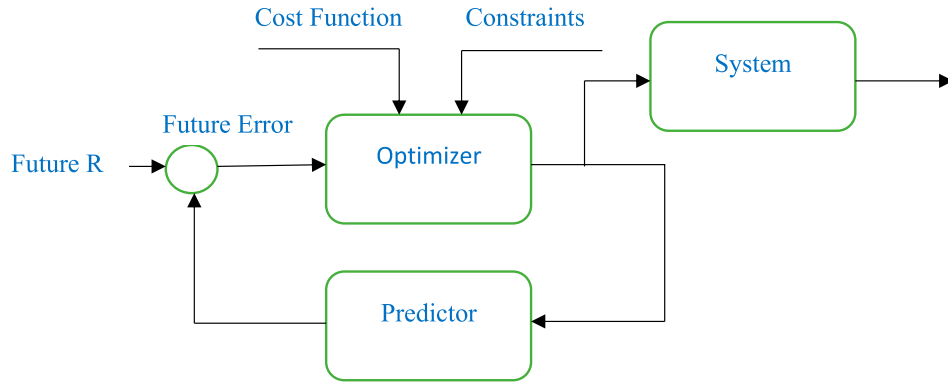 Cost Function
Constraints
System
Future Error
Optimizer
Future R
Predictor